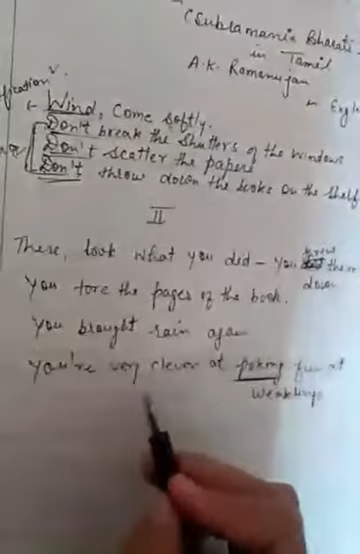 (Subramania Bharati
in Tamil
A.K. Ramanujan
in
Wind, Come softly.
Don't break the shutters of the windows
Don't scatter the papers
Don't throw down the books on the shelf
II
There, look what you did - you threw them
down
You tore the pages of the book.
You brought rain again
You're very clever at poking fun at
weaklings